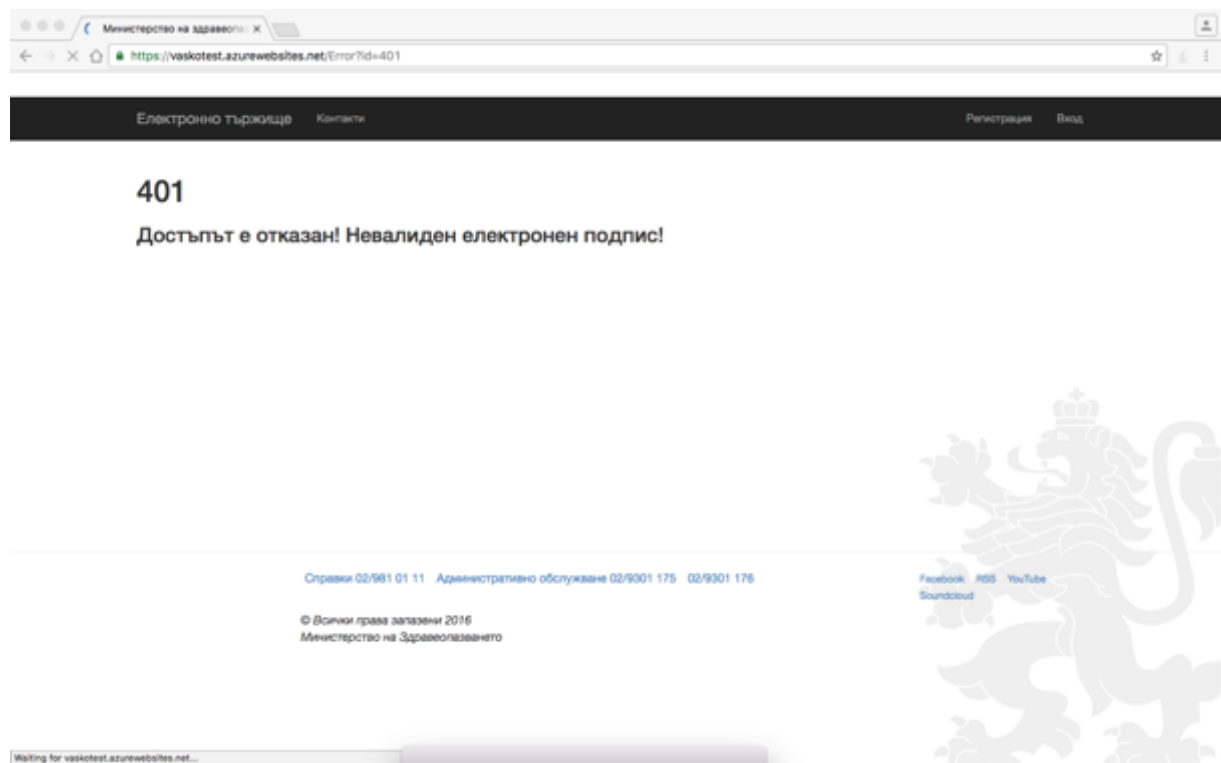 Министерство на здравеопа
https://vaskotest.azurewebsites.net/Error?id=401
Електронно тържище Контакти Регистрация Вход
401
Достъпът е отказан! Невалиден електронен подпис!
Справки 02/981 01 11 Административно обслужване 02/9301 175 02/9301 176
Facebook RSS YouTube
Soundcloud
© Всички права запазени 2016
Министерство на Здравеопазването
Waiting for vaskotest.azurewebsites.net...